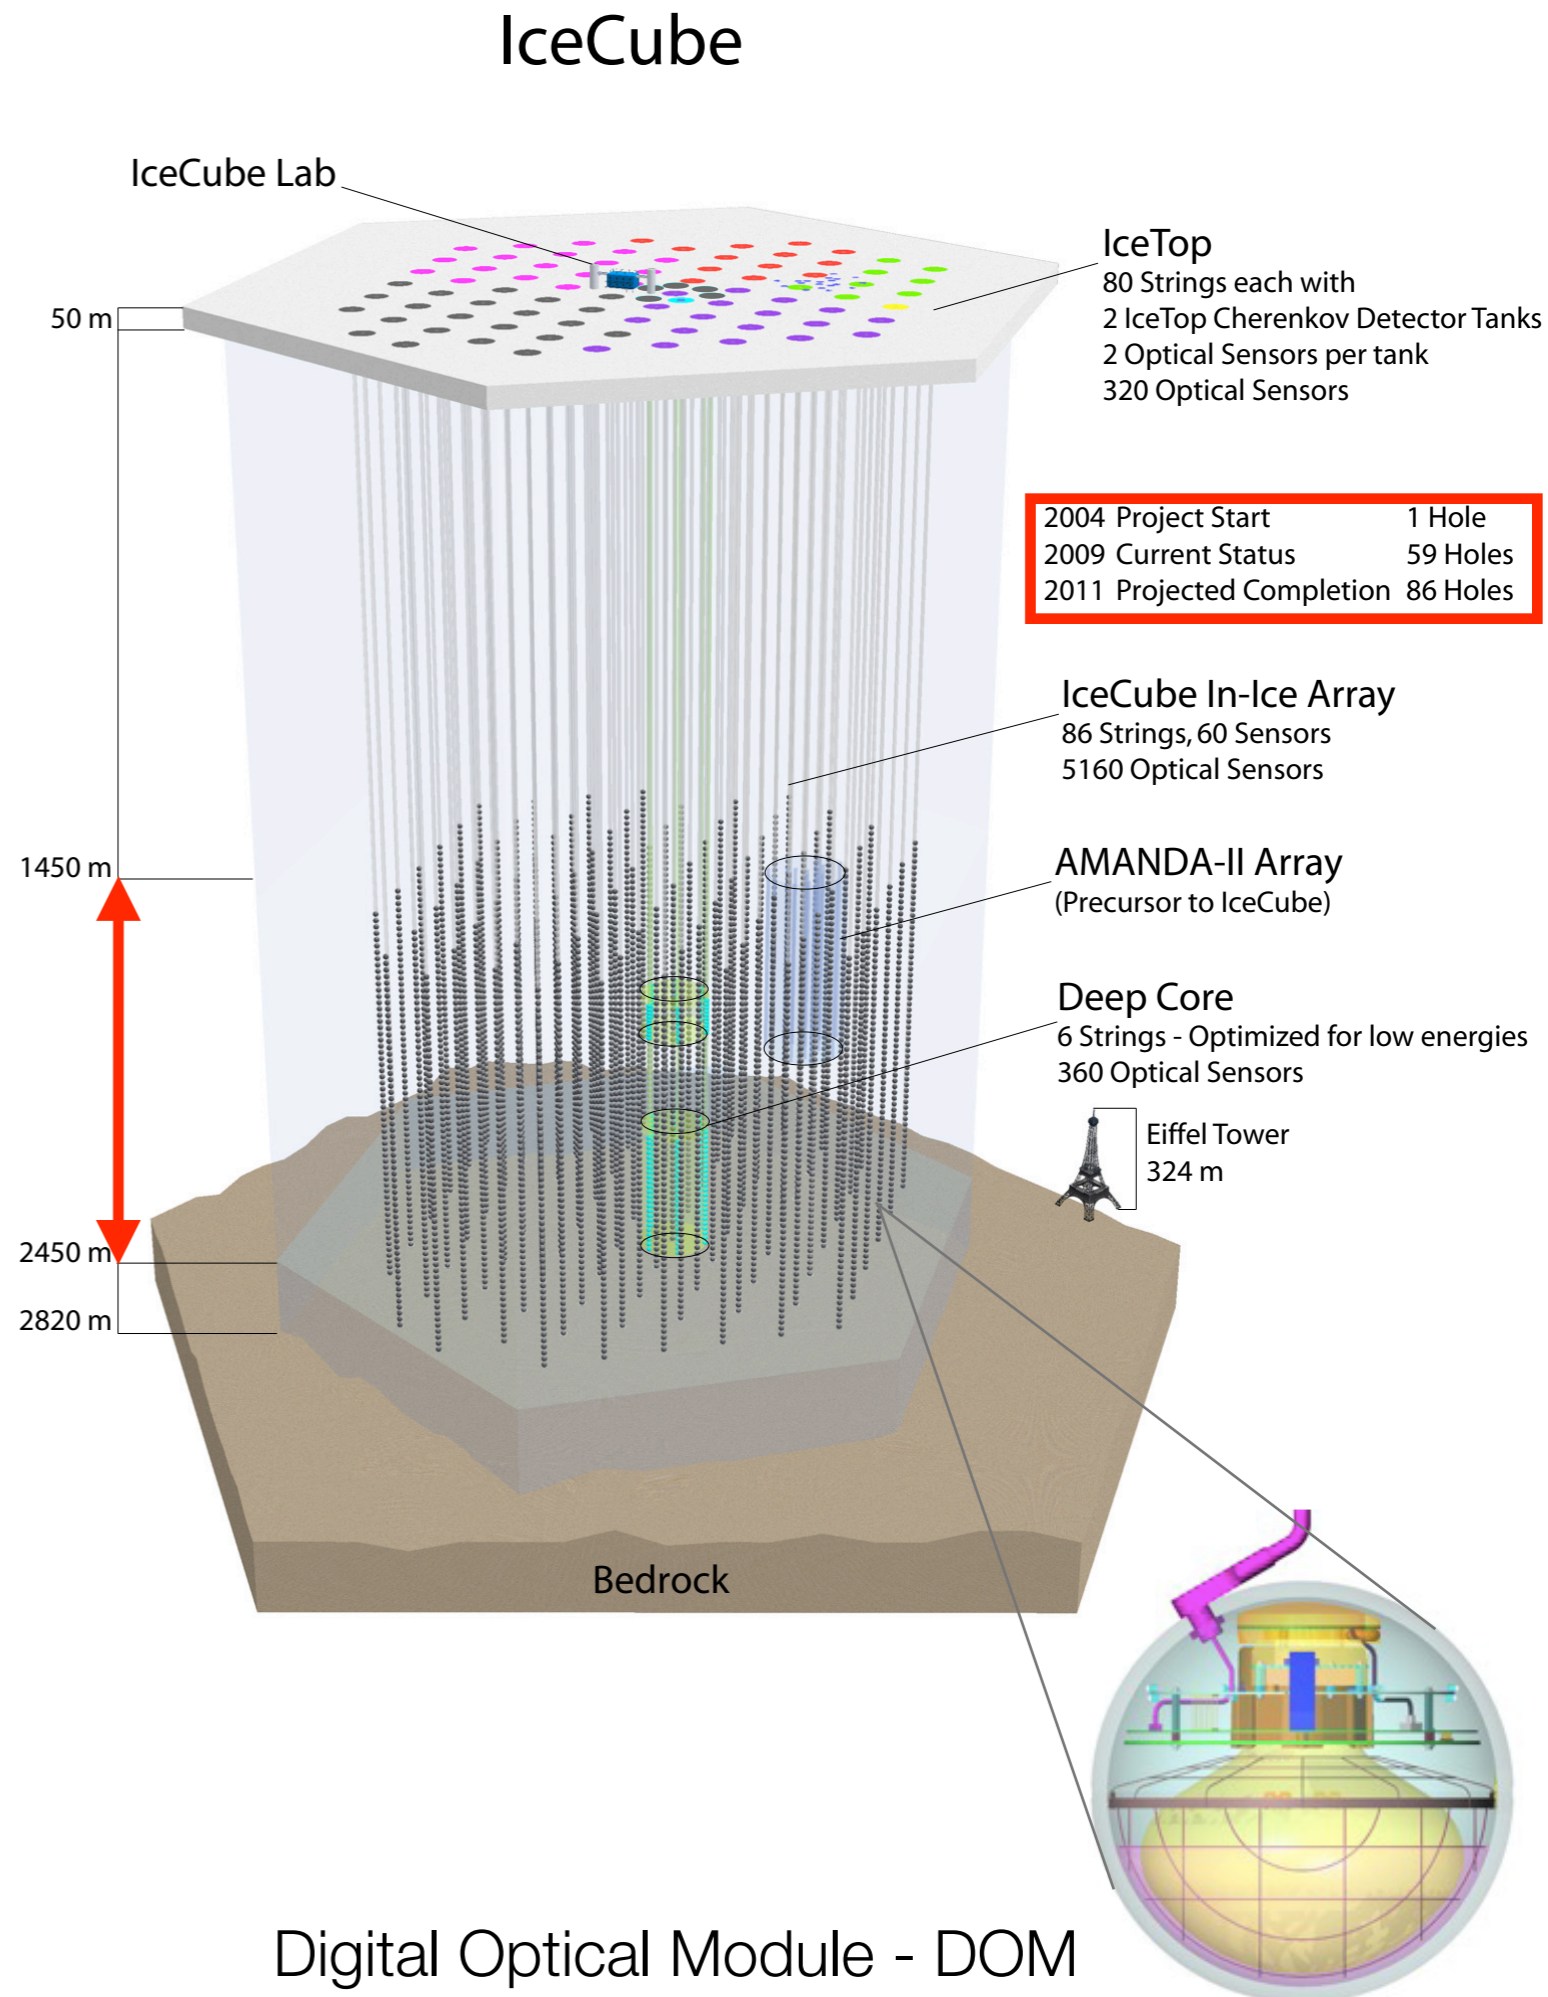 IceCube
IceCube Lab
IceTop
80 Strings each with
2 IceTop Cherenkov Detector Tanks
2 Optical Sensors per tank
320 Optical Sensors
50 m
2004 Project Start 1 Hole
2009 Current Status 59 Holes
2011 Projected Completion 86 Holes
IceCube In-Ice Array
86 Strings, 60 Sensors
5160 Optical Sensors
1450 m
AMANDA-II Array
(Precursor to IceCube)
Deep Core
6 Strings - Optimized for low energies
360 Optical Sensors
Eiffel Tower
324 m
2450 m
2820 m
Bedrock
Digital Optical Module - DOM